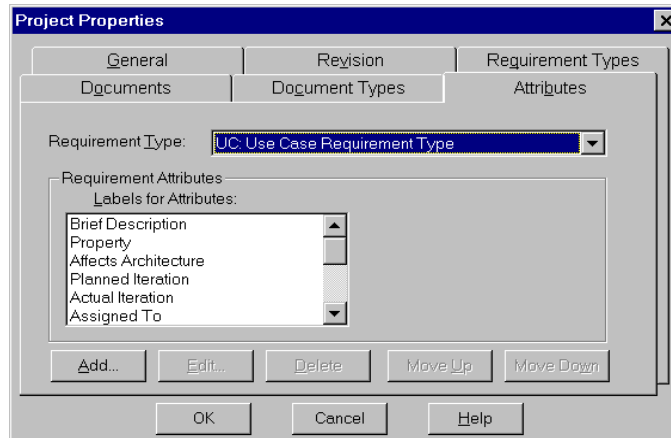 Project Properties
General Revision Requirement Types
Documents Document Types Attributes
Requirement Type: UC: Use Case Requirement Type
Requirement Attributes
Labels for Attributes:
Brief Description
Property
Affects Architecture
Planned Iteration
Actual Iteration
Assigned To
Add... Edit... Delete Move Up Move Down
OK Cancel Help